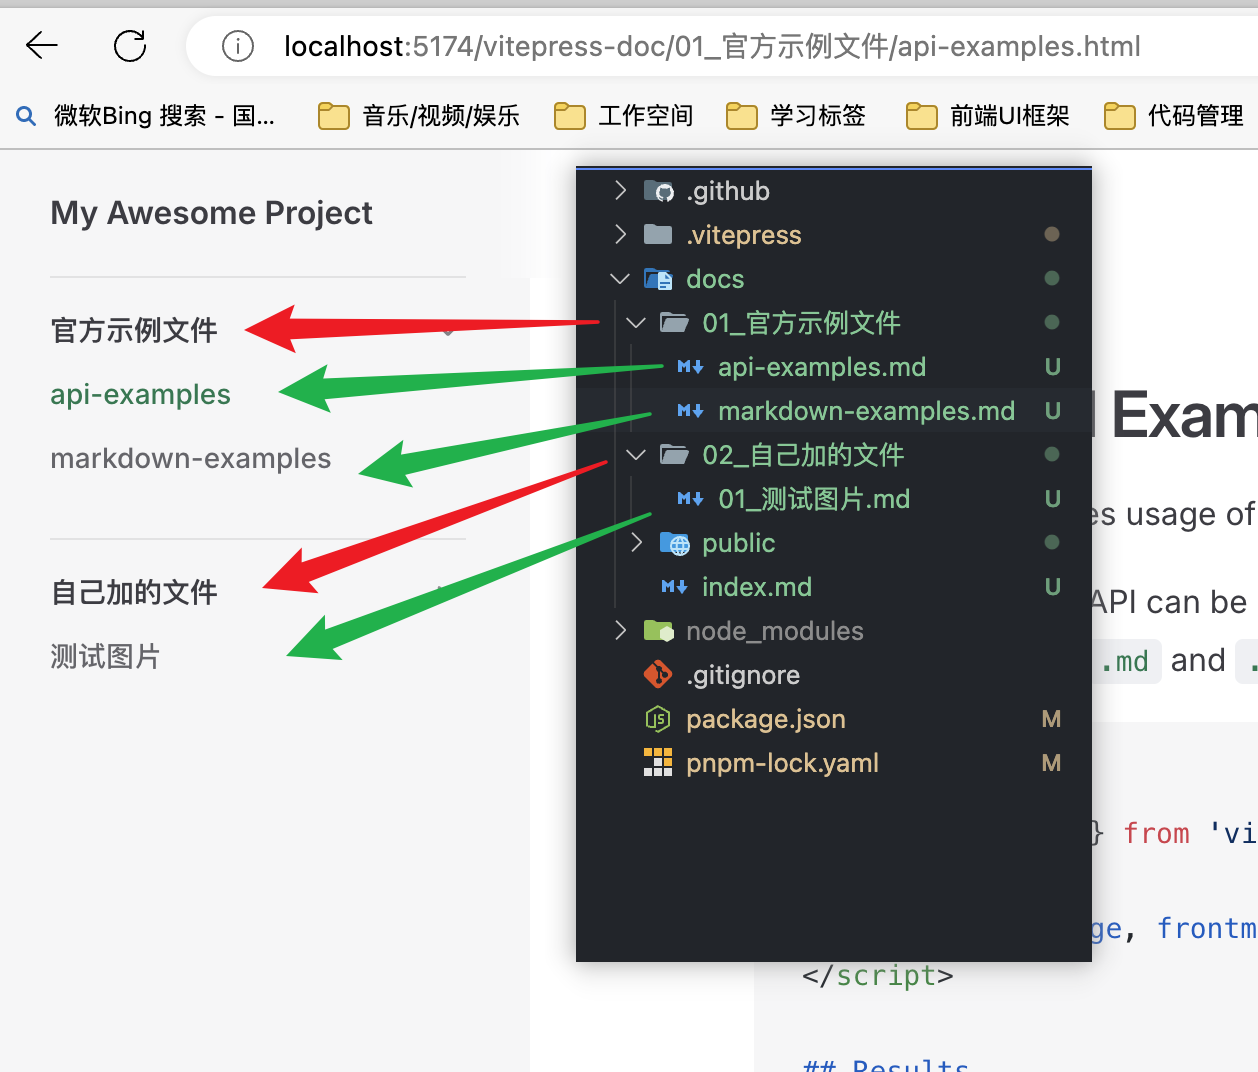 localhost:5174/vitepress-doc/01_官方示例文件/api-examples.html
微软Bing 搜索 - 国... 音乐/视频/娱乐 工作空间 学习标签 前端UI框架 代码管理
My Awesome Project
官方示例文件
api-examples
markdown-examples
自己加的文件
测试图片
.github
.vitepress
docs
01_官方示例文件
api-examples.md U
markdown-examples.md U
02_自己加的文件
01_测试图片.md U
public
index.md U
node_modules
.gitignore
package.json M
pnpm-lock.yaml M
Exam
es usage of
API can be
.md and .
} from 'vi
ge, frontm
</script>
## Results